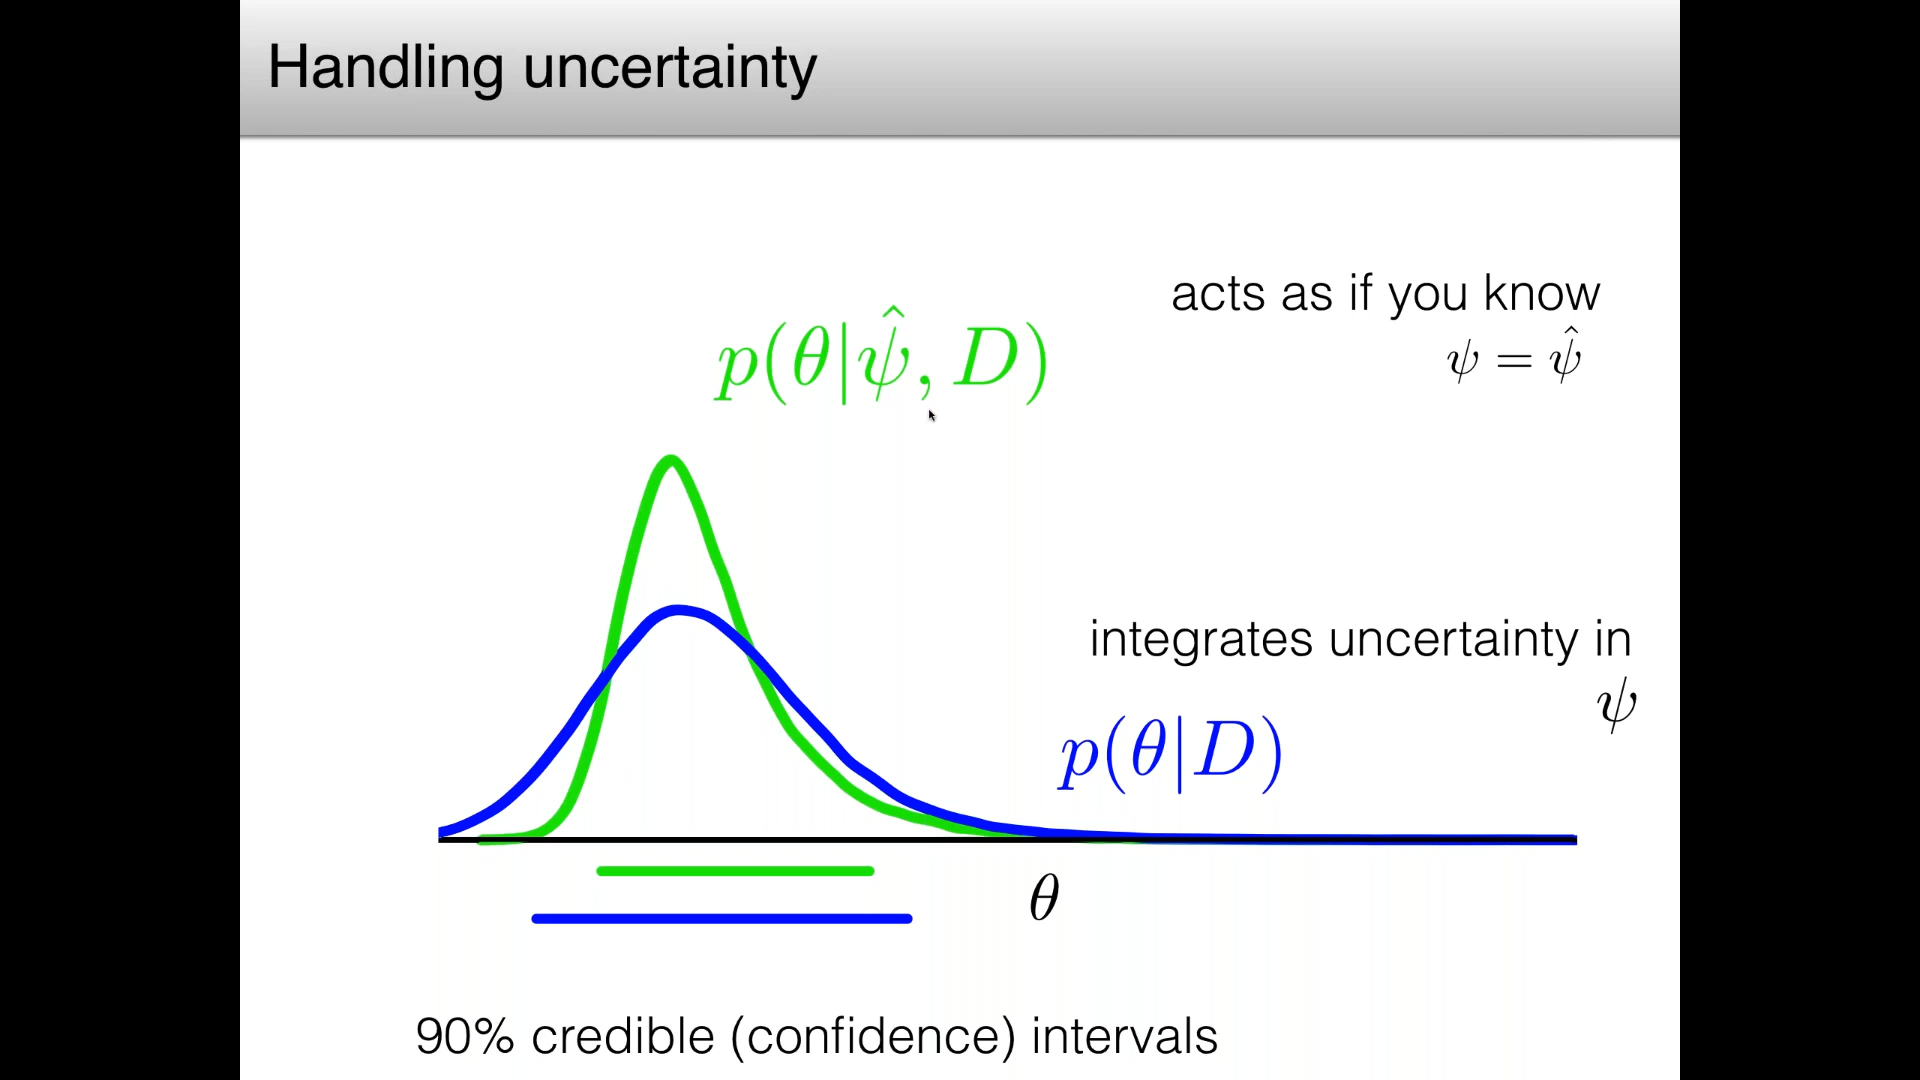 Handling uncertainty
acts as if you know
p(θ|ψ̂, D)
ψ = ψ̂
integrates uncertainty in
ψ
p(θ|D)
θ
90% credible (confidence) intervals